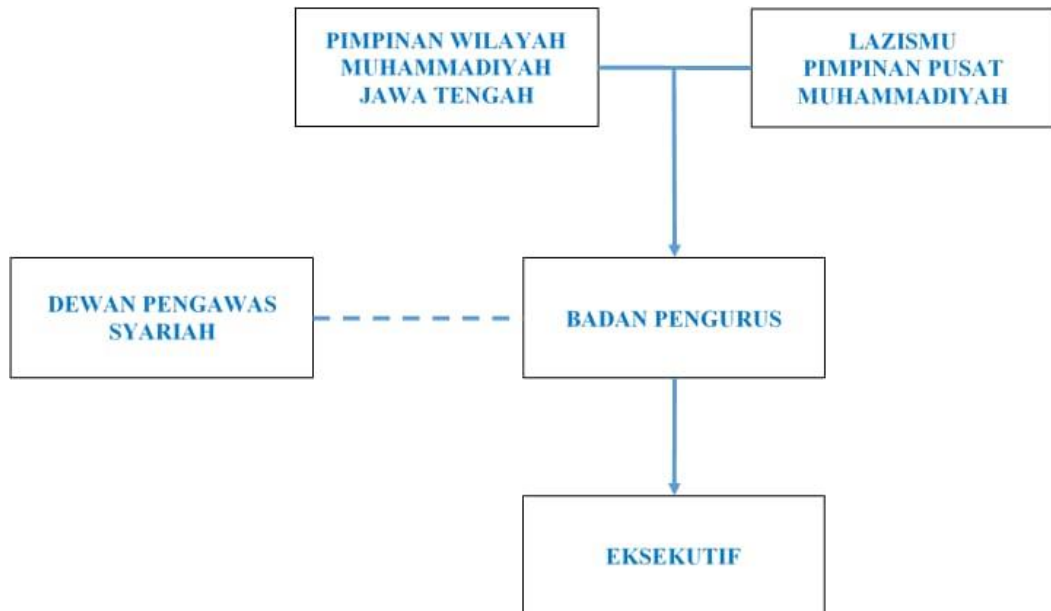 PIMPINAN WILAYAH
MUHAMMADIYAH
JAWA TENGAH
LAZISMU
PIMPINAN PUSAT
MUHAMMADIYAH
DEWAN PENGAWAS
SYARIAH
BADAN PENGURUS
EKSEKUTIF